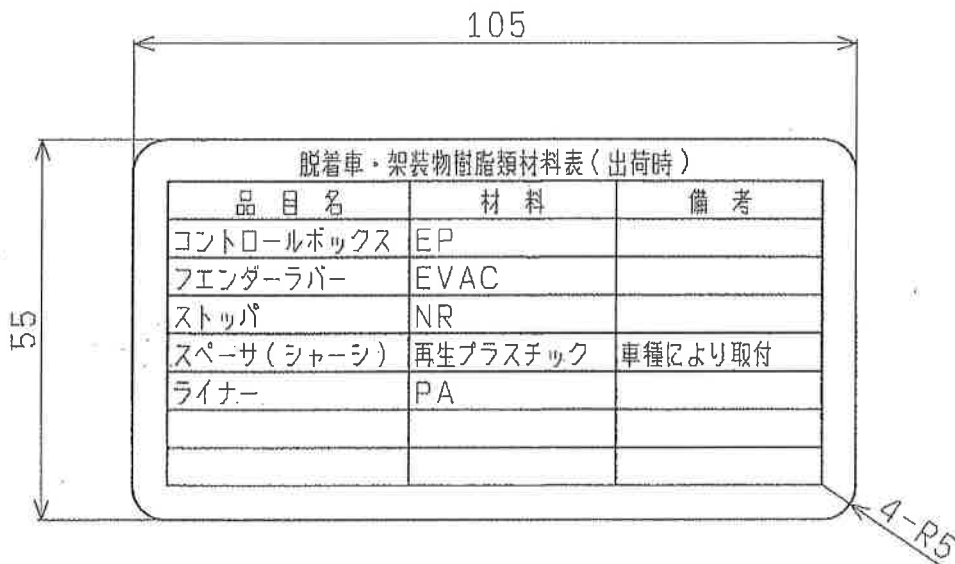 105
55
脱着車・架装物樹脂類材料表(出荷時)
品目名 材料 備考
コントロールボックス EP
フエンダーラバー EVAC
ストッパ NR
スペーサ(シャーシ) 再生プラスチック 車種により取付
ライナー PA
4-R5